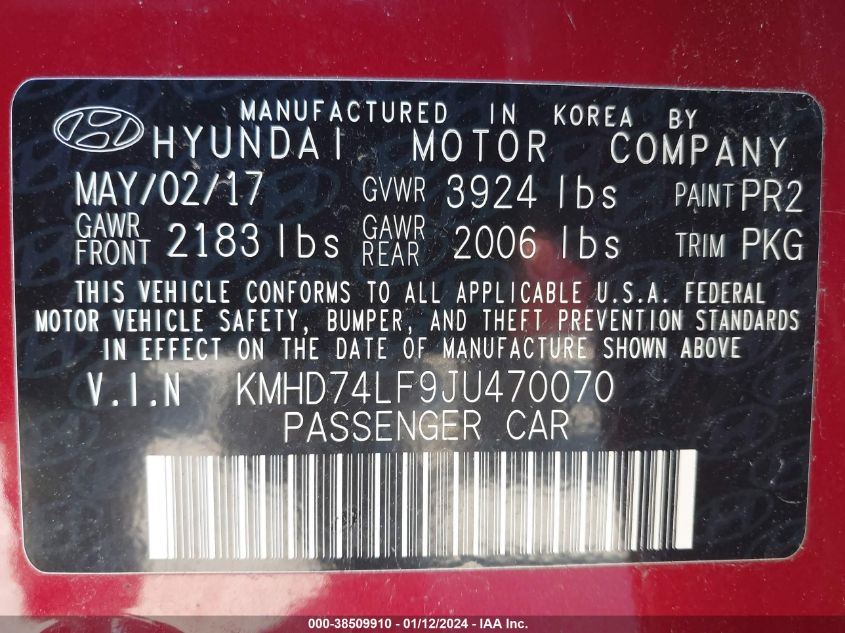 MANUFACTURED IN KOREA BY
HYUNDAI MOTOR COMPANY
MAY/02/17 GVWR 3924 lbs PAINT PR2
GAWR FRONT 2183 lbs GAWR REAR 2006 lbs TRIM PKG
THIS VEHICLE CONFORMS TO ALL APPLICABLE U.S.A. FEDERAL
MOTOR VEHICLE SAFETY, BUMPER, AND THEFT PREVENTION STANDARDS
IN EFFECT ON THE DATE OF MANUFACTURE SHOWN ABOVE
V.I.N KMHD74LF9JU470070
PASSENGER CAR
000-38509910 - 01/12/2024 - IAA Inc.